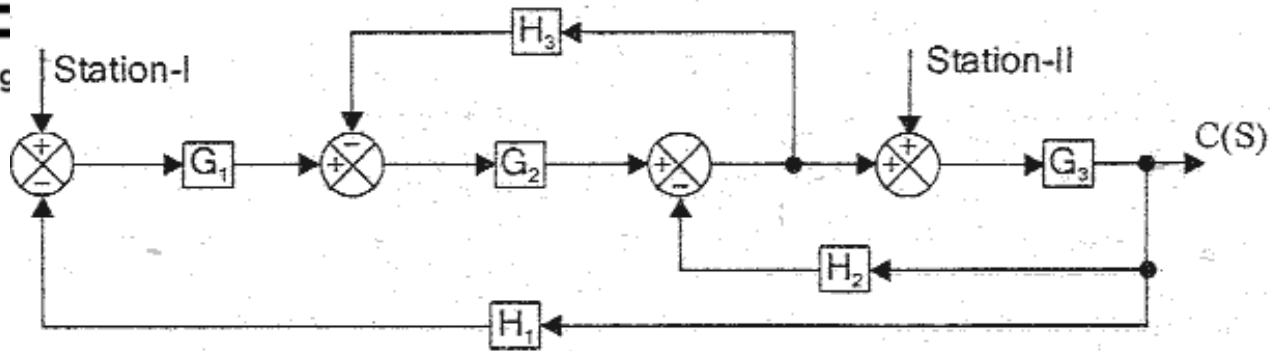 H₃
Station-I
Station-II
G₁
G₂
G₃
C(S)
H₂
H₁